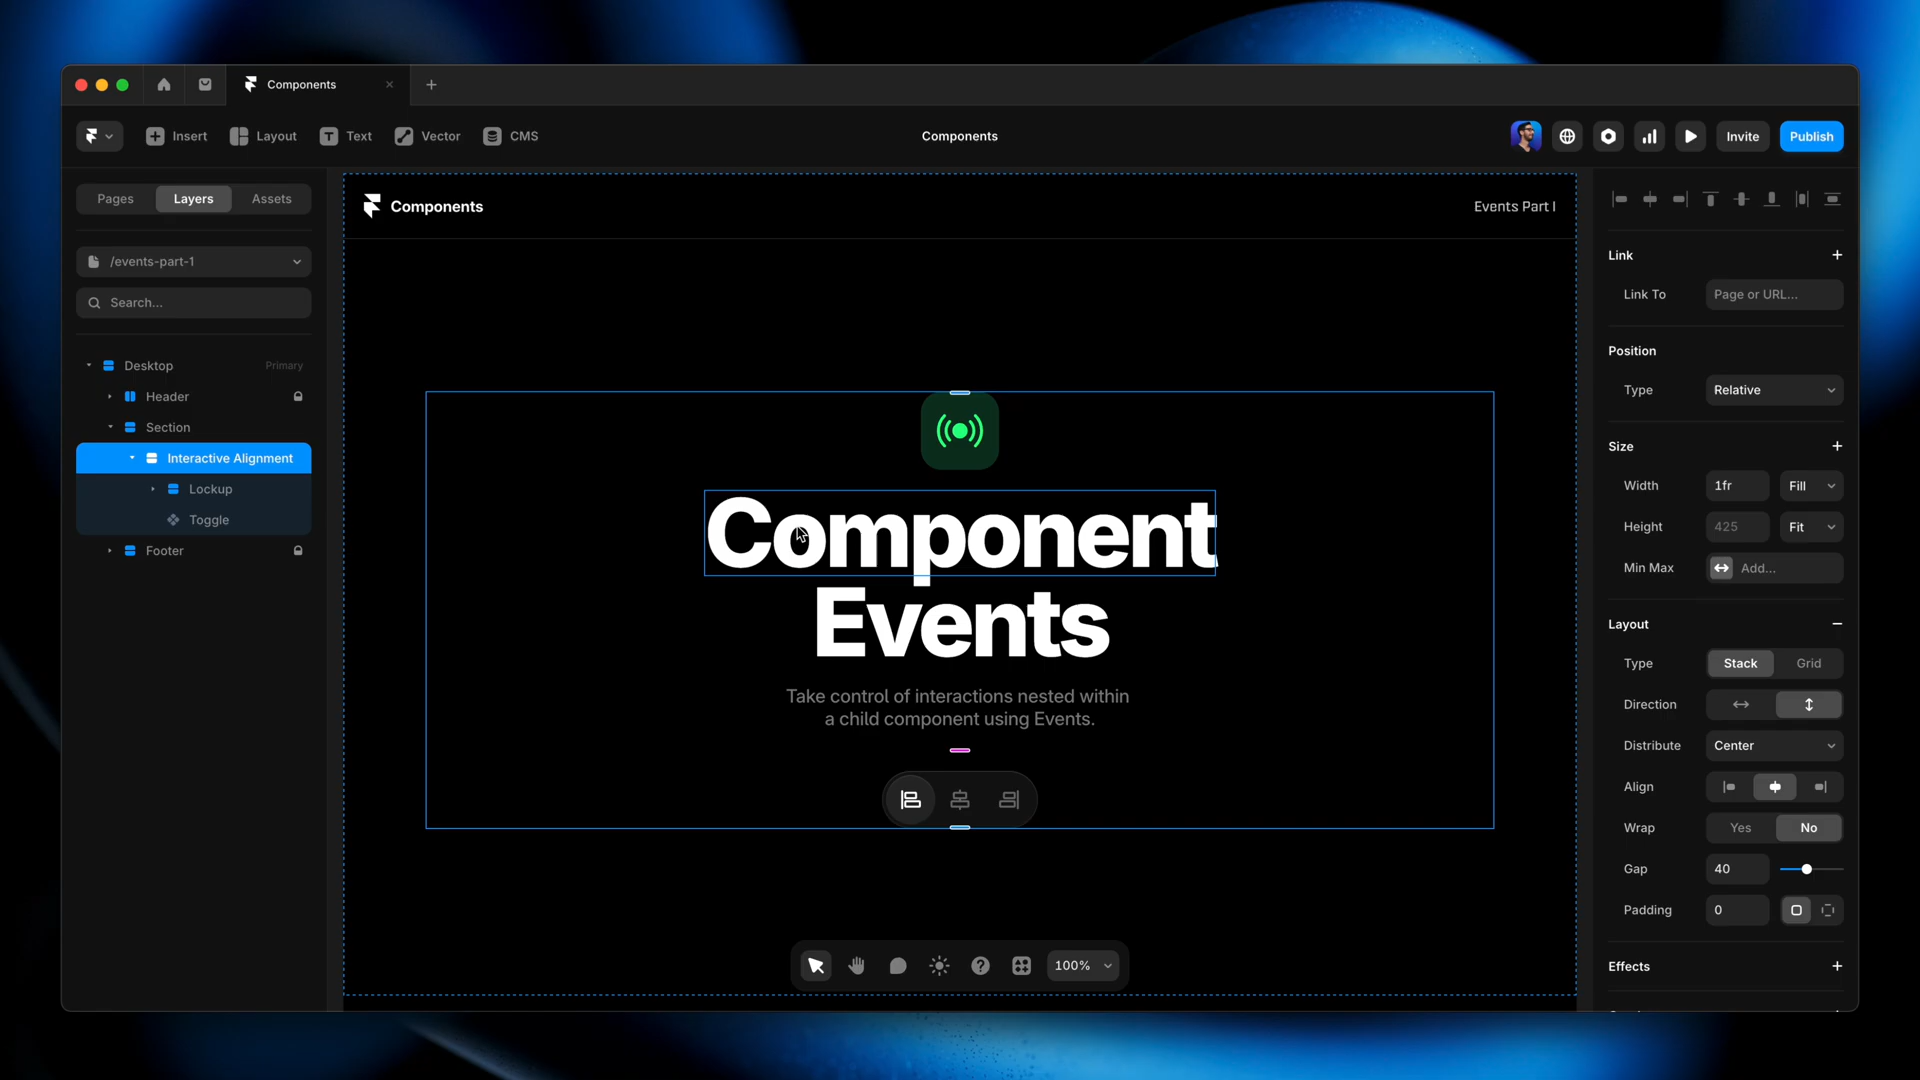 Components
Insert
Layout
Text
Vector
CMS
Components
Invite
Publish
Pages
Layers
Assets
/events-part-1
Search...
Desktop
Primary
Header
Section
Interactive Alignment
Lockup
Toggle
Footer
Components
Events Part I
Component
Events
Take control of interactions nested within
a child component using Events.
100%
Link
Link To
Page or URL...
Position
Type
Relative
Size
Width
1fr
Fill
Height
425
Fit
Min Max
Add...
Layout
Type
Stack
Grid
Direction
Distribute
Center
Align
Wrap
Yes
No
Gap
40
Padding
0
Effects